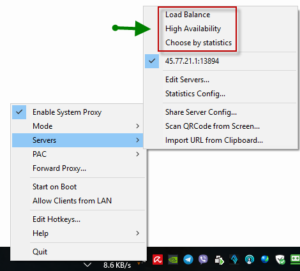 Load Balance
High Availability
Choose by statistics
45.77.21.1:13894
Edit Servers...
Statistics Config...
Share Server Config...
Scan QRCode from Screen...
Import URL from Clipboard...
Enable System Proxy
Mode
Servers
PAC
Forward Proxy...
Start on Boot
Allow Clients from LAN
Edit Hotkeys...
Help
Quit
8.6 KB/s